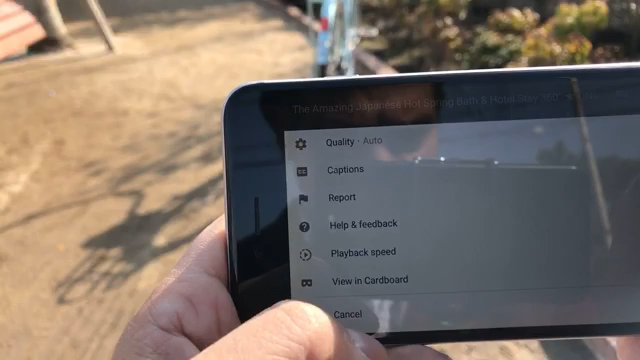 The Amazing Japanese Hot Spring Bath & Hotel Stay
Quality · Auto
CC Captions
Report
? Help & feedback
Playback speed
View in Cardboard
Cancel